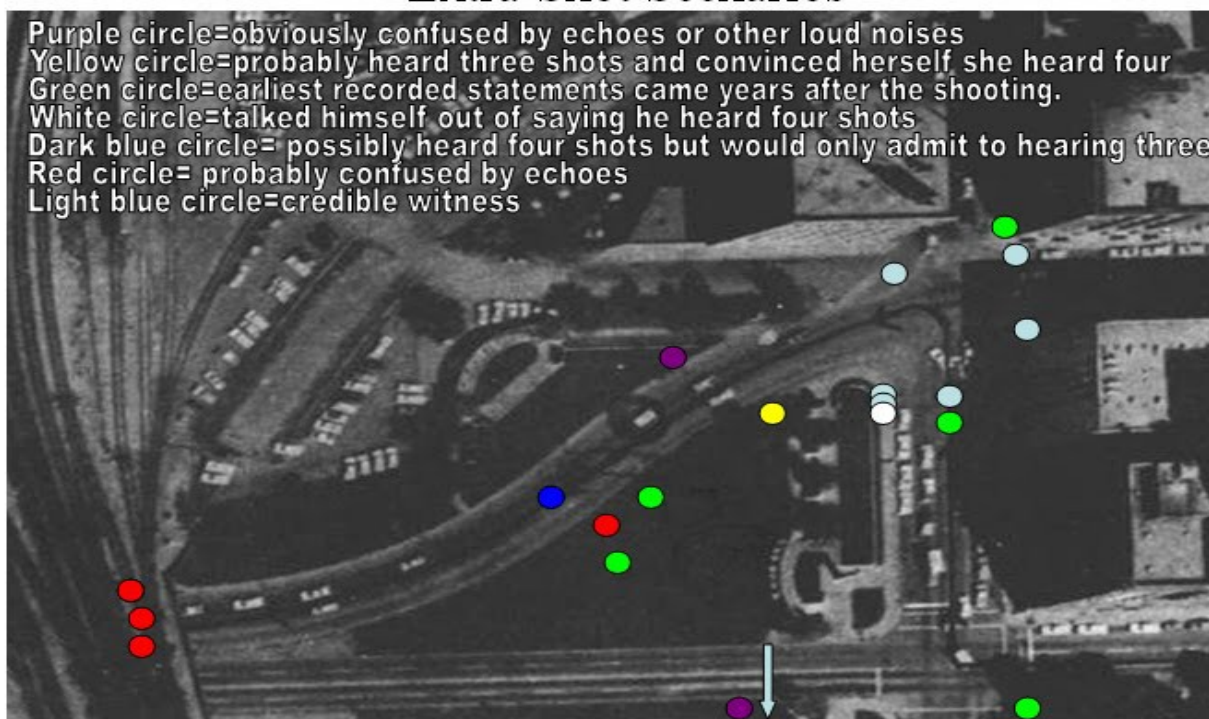 Purple circle=obviously confused by echoes or other loud noises
Yellow circle=probably heard three shots and convinced herself she heard four
Green circle=earliest recorded statements came years after the shooting.
White circle=talked himself out of saying he heard four shots
Dark blue circle= possibly heard four shots but would only admit to hearing three
Red circle= probably confused by echoes
Light blue circle=credible witness